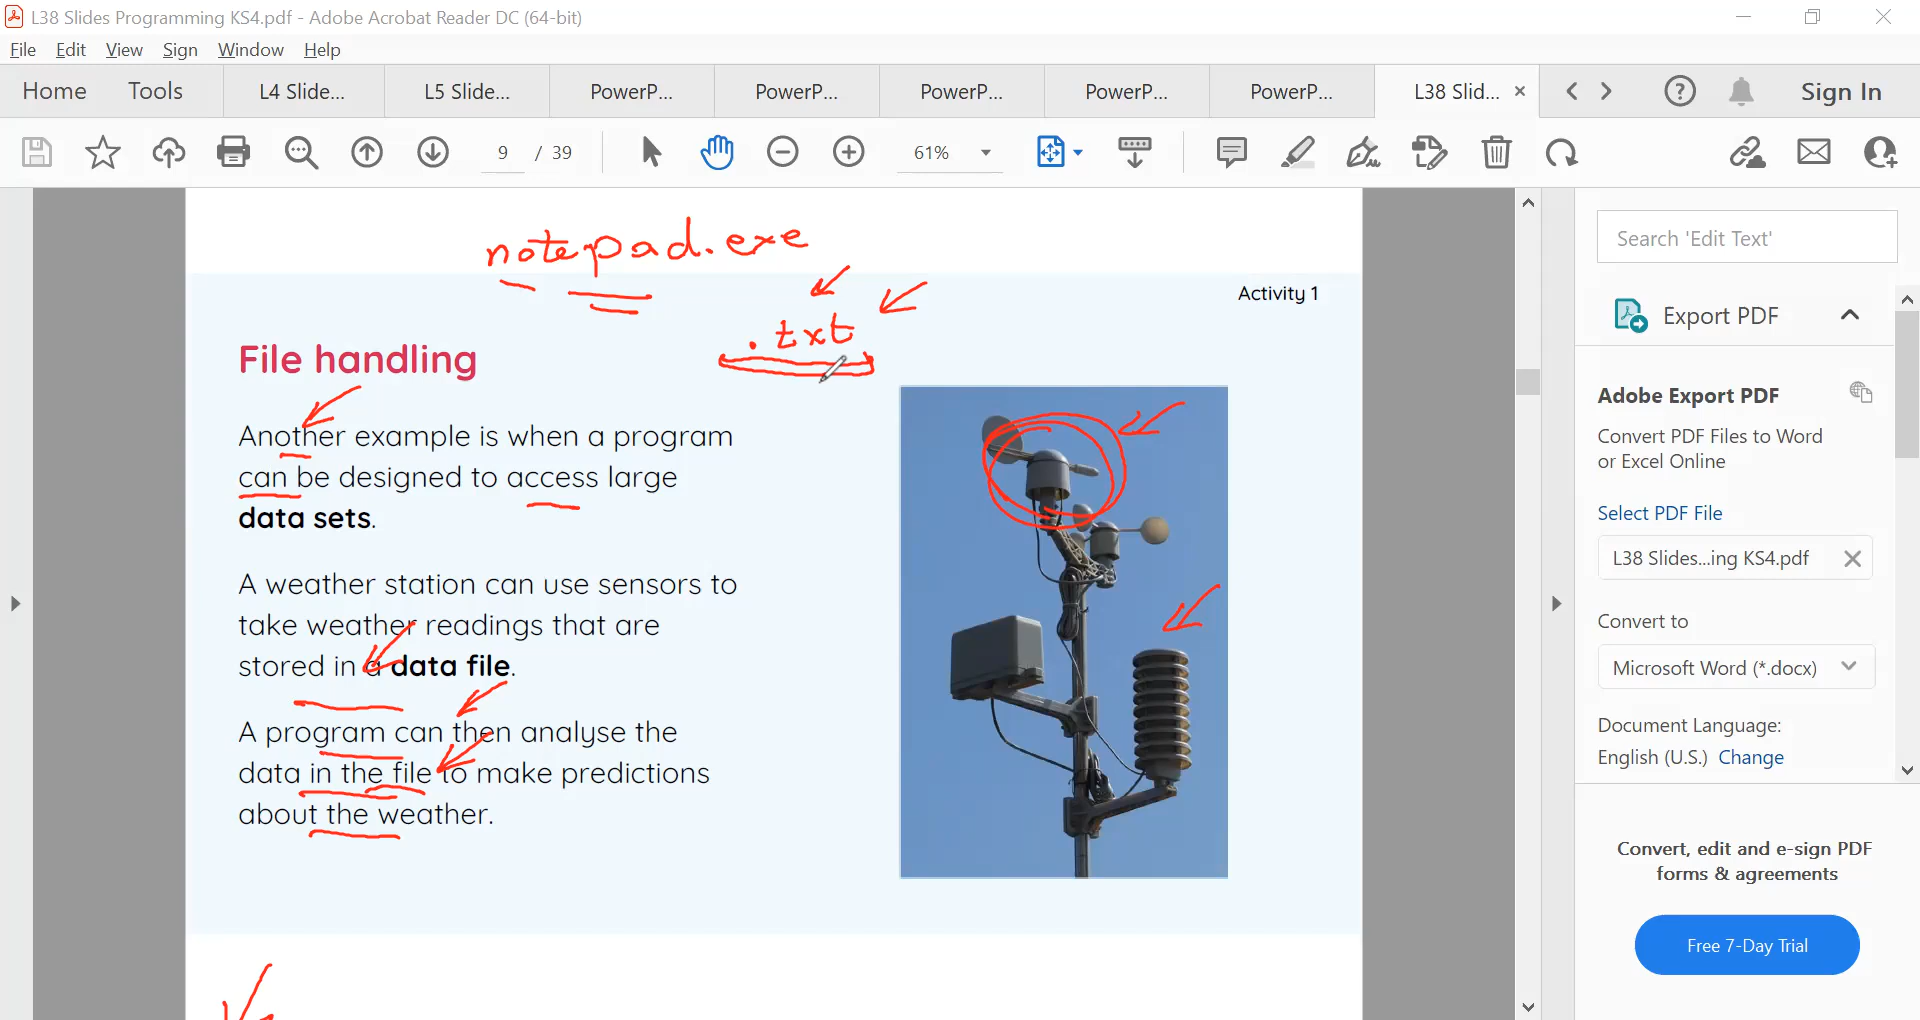 L38 Slides Programming KS4.pdf - Adobe Acrobat Reader DC (64-bit)
File Edit View Sign Window Help
Home Tools L4 Slide... L5 Slide... PowerP... PowerP... PowerP... PowerP... PowerP... L38 Slid... × Sign In
9 / 39 61%
notepad.exe
.txt
Activity 1
File handling
Another example is when a program
can be designed to access large
data sets.
A weather station can use sensors to
take weather readings that are
stored in a data file.
A program can then analyse the
data in the file to make predictions
about the weather.
Search 'Edit Text'
Export PDF
Adobe Export PDF
Convert PDF Files to Word
or Excel Online
Select PDF File
L38 Slides...ing KS4.pdf
Convert to
Microsoft Word (*.docx)
Document Language:
English (U.S.) Change
Convert, edit and e-sign PDF
forms & agreements
Free 7-Day Trial